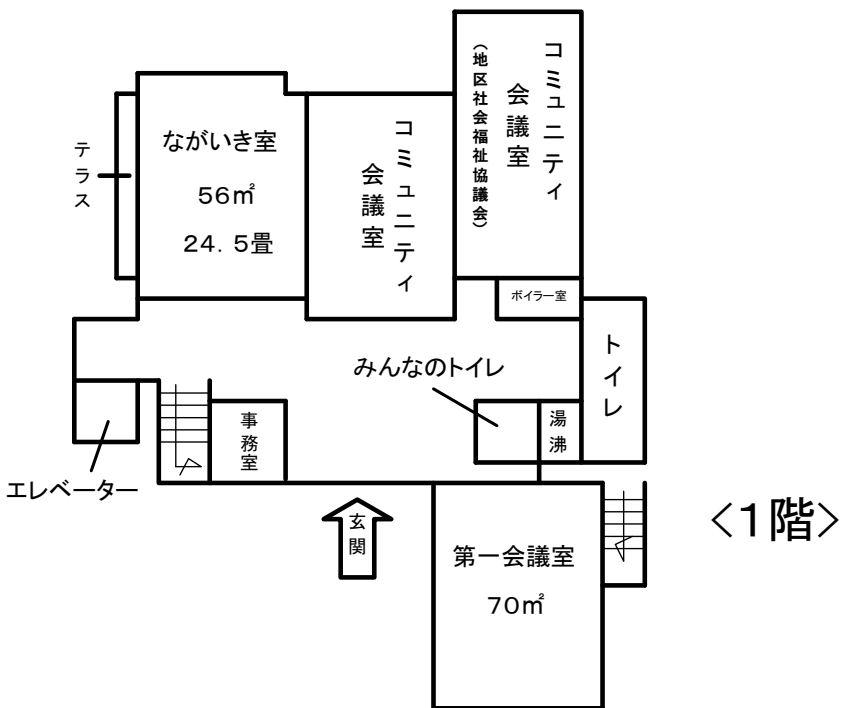 コミュニティ
会議室
（地区社会福祉協議会）
コミュニティ
会議室
ながいき室
56㎡
24.5畳
テラス
ボイラー室
トイレ
みんなのトイレ
湯沸
事務室
エレベーター
玄関
第一会議室
70㎡
＜1階＞